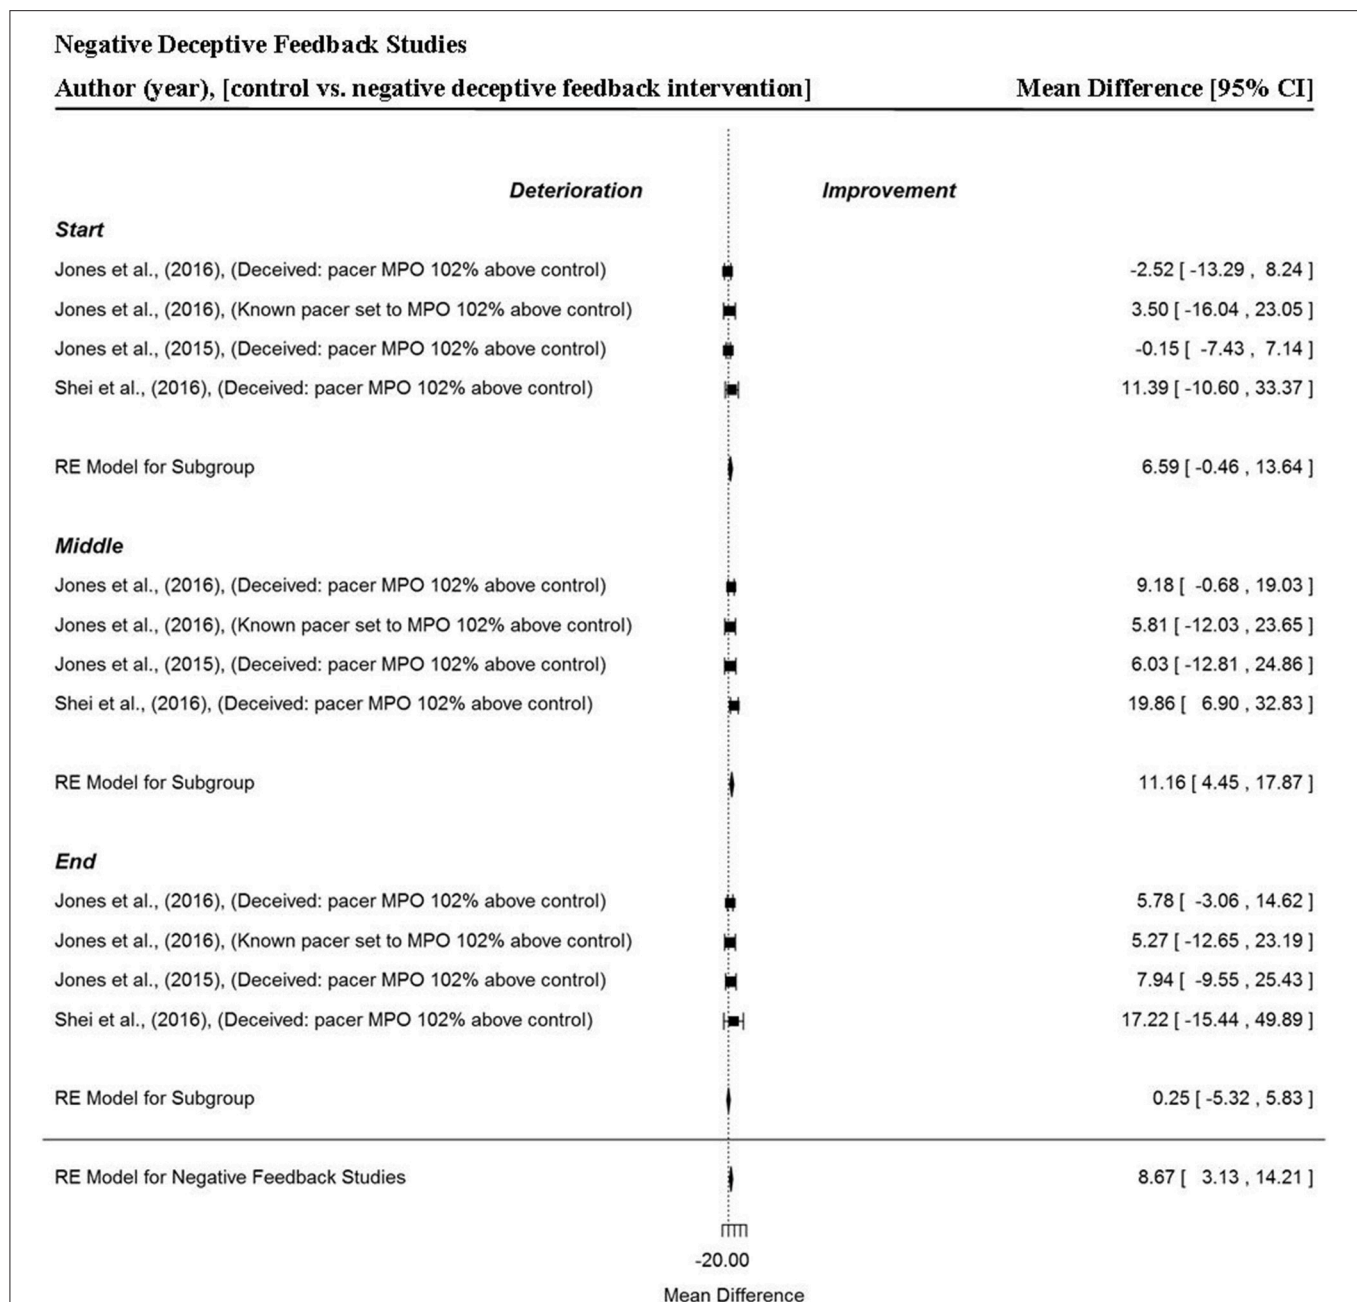 Negative Deceptive Feedback Studies
Author (year), [control vs. negative deceptive feedback intervention] Mean Difference [95% CI]
Deterioration Improvement
Start
Jones et al., (2016), (Deceived: pacer MPO 102% above control) -2.52 [ -13.29 , 8.24 ]
Jones et al., (2016), (Known pacer set to MPO 102% above control) 3.50 [ -16.04 , 23.05 ]
Jones et al., (2015), (Deceived: pacer MPO 102% above control) -0.15 [ -7.43 , 7.14 ]
Shei et al., (2016), (Deceived: pacer MPO 102% above control) 11.39 [ -10.60 , 33.37 ]
RE Model for Subgroup 6.59 [ -0.46 , 13.64 ]
Middle
Jones et al., (2016), (Deceived: pacer MPO 102% above control) 9.18 [ -0.68 , 19.03 ]
Jones et al., (2016), (Known pacer set to MPO 102% above control) 5.81 [ -12.03 , 23.65 ]
Jones et al., (2015), (Deceived: pacer MPO 102% above control) 6.03 [ -12.81 , 24.86 ]
Shei et al., (2016), (Deceived: pacer MPO 102% above control) 19.86 [ 6.90 , 32.83 ]
RE Model for Subgroup 11.16 [ 4.45 , 17.87 ]
End
Jones et al., (2016), (Deceived: pacer MPO 102% above control) 5.78 [ -3.06 , 14.62 ]
Jones et al., (2016), (Known pacer set to MPO 102% above control) 5.27 [ -12.65 , 23.19 ]
Jones et al., (2015), (Deceived: pacer MPO 102% above control) 7.94 [ -9.55 , 25.43 ]
Shei et al., (2016), (Deceived: pacer MPO 102% above control) 17.22 [ -15.44 , 49.89 ]
RE Model for Subgroup 0.25 [ -5.32 , 5.83 ]
RE Model for Negative Feedback Studies 8.67 [ 3.13 , 14.21 ]
-20.00
Mean Difference